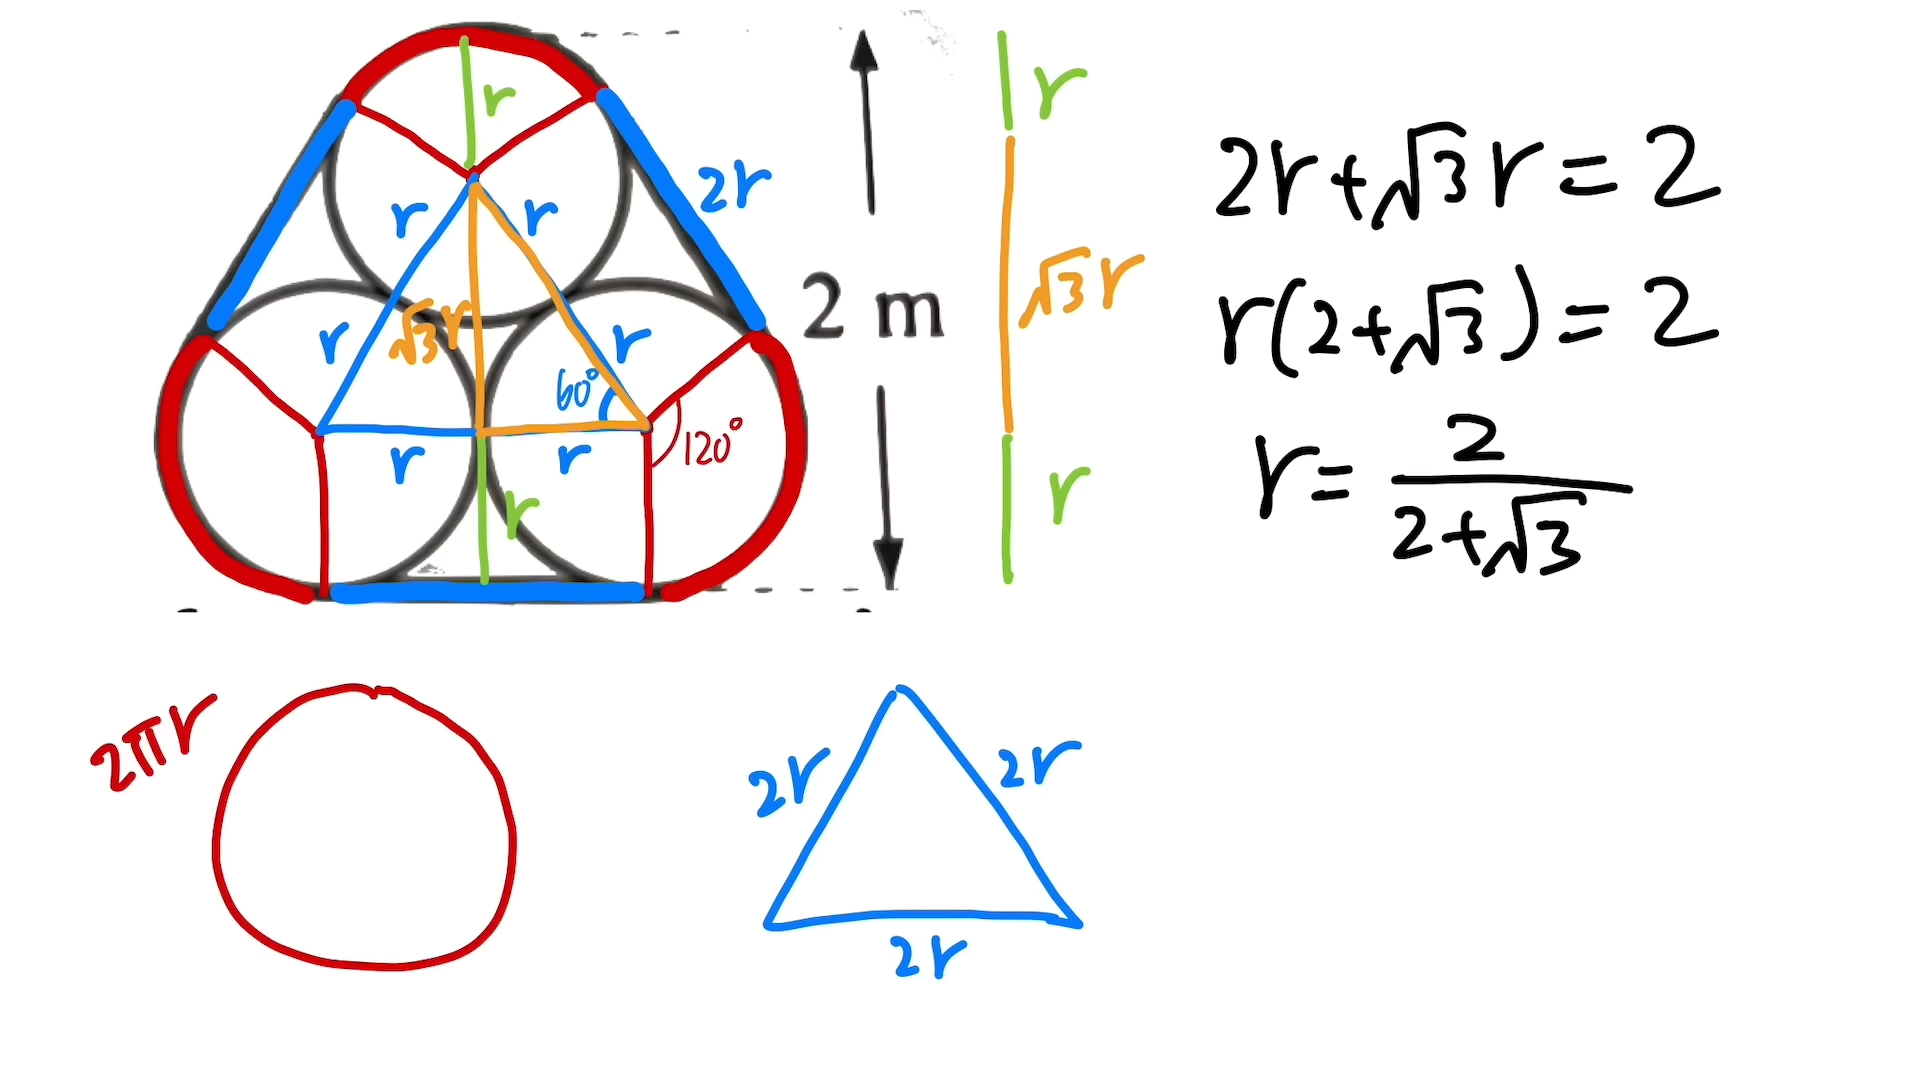 r
r
r
2r
r
√3r
r
60°
120°
r
r
r
2 m
r
√3r
r
2r+√3r=2
r(2+√3)=2
r=2/(2+√3)
2πr
2r
2r
2r